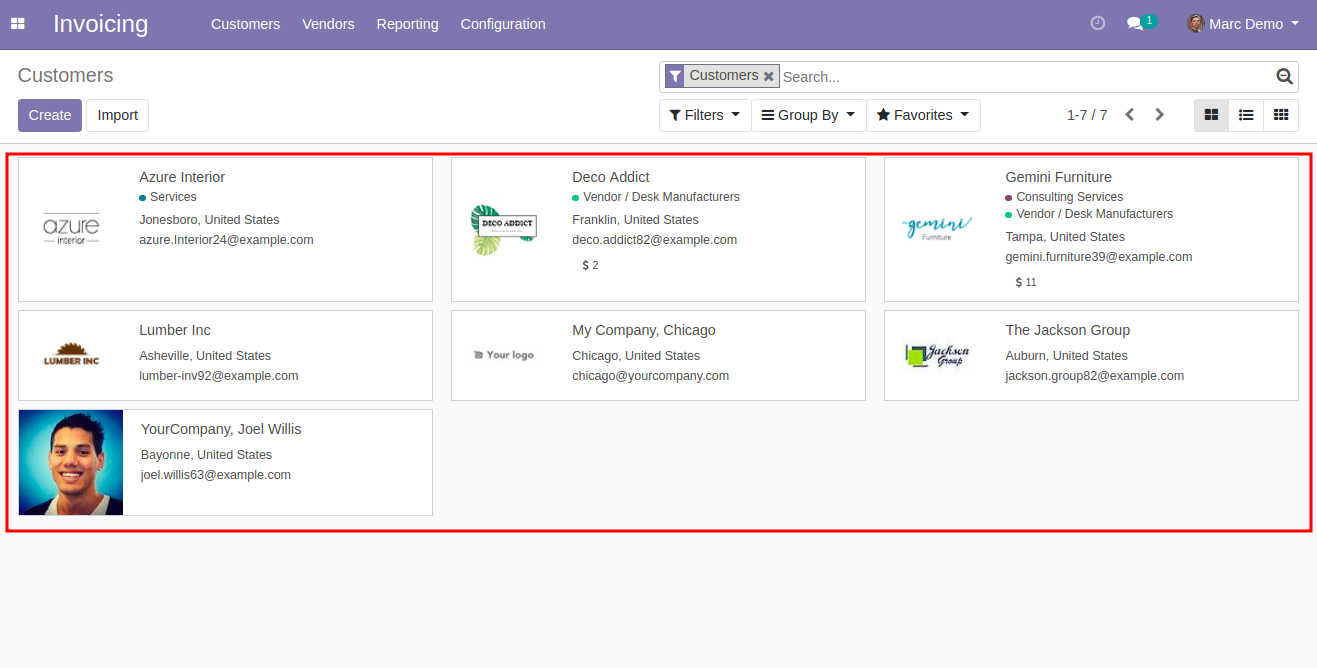 Invoicing
Customers Vendors Reporting Configuration
1
Marc Demo
Customers
Customers
Search...
Create Import
Filters Group By Favorites
1-7 / 7
azure
interior
Azure Interior
Services
Jonesboro, United States
azure.Interior24@example.com
DECO ADDICT
Deco Addict
Vendor / Desk Manufacturers
Franklin, United States
deco.addict82@example.com
$ 2
gemini
Furniture
Gemini Furniture
Consulting Services
Vendor / Desk Manufacturers
Tampa, United States
gemini.furniture39@example.com
$ 11
LUMBER INC
Lumber Inc
Asheville, United States
lumber-inv92@example.com
Your logo
My Company, Chicago
Chicago, United States
chicago@yourcompany.com
Jackson
Group
The Jackson Group
Auburn, United States
jackson.group82@example.com
YourCompany, Joel Willis
Bayonne, United States
joel.willis63@example.com